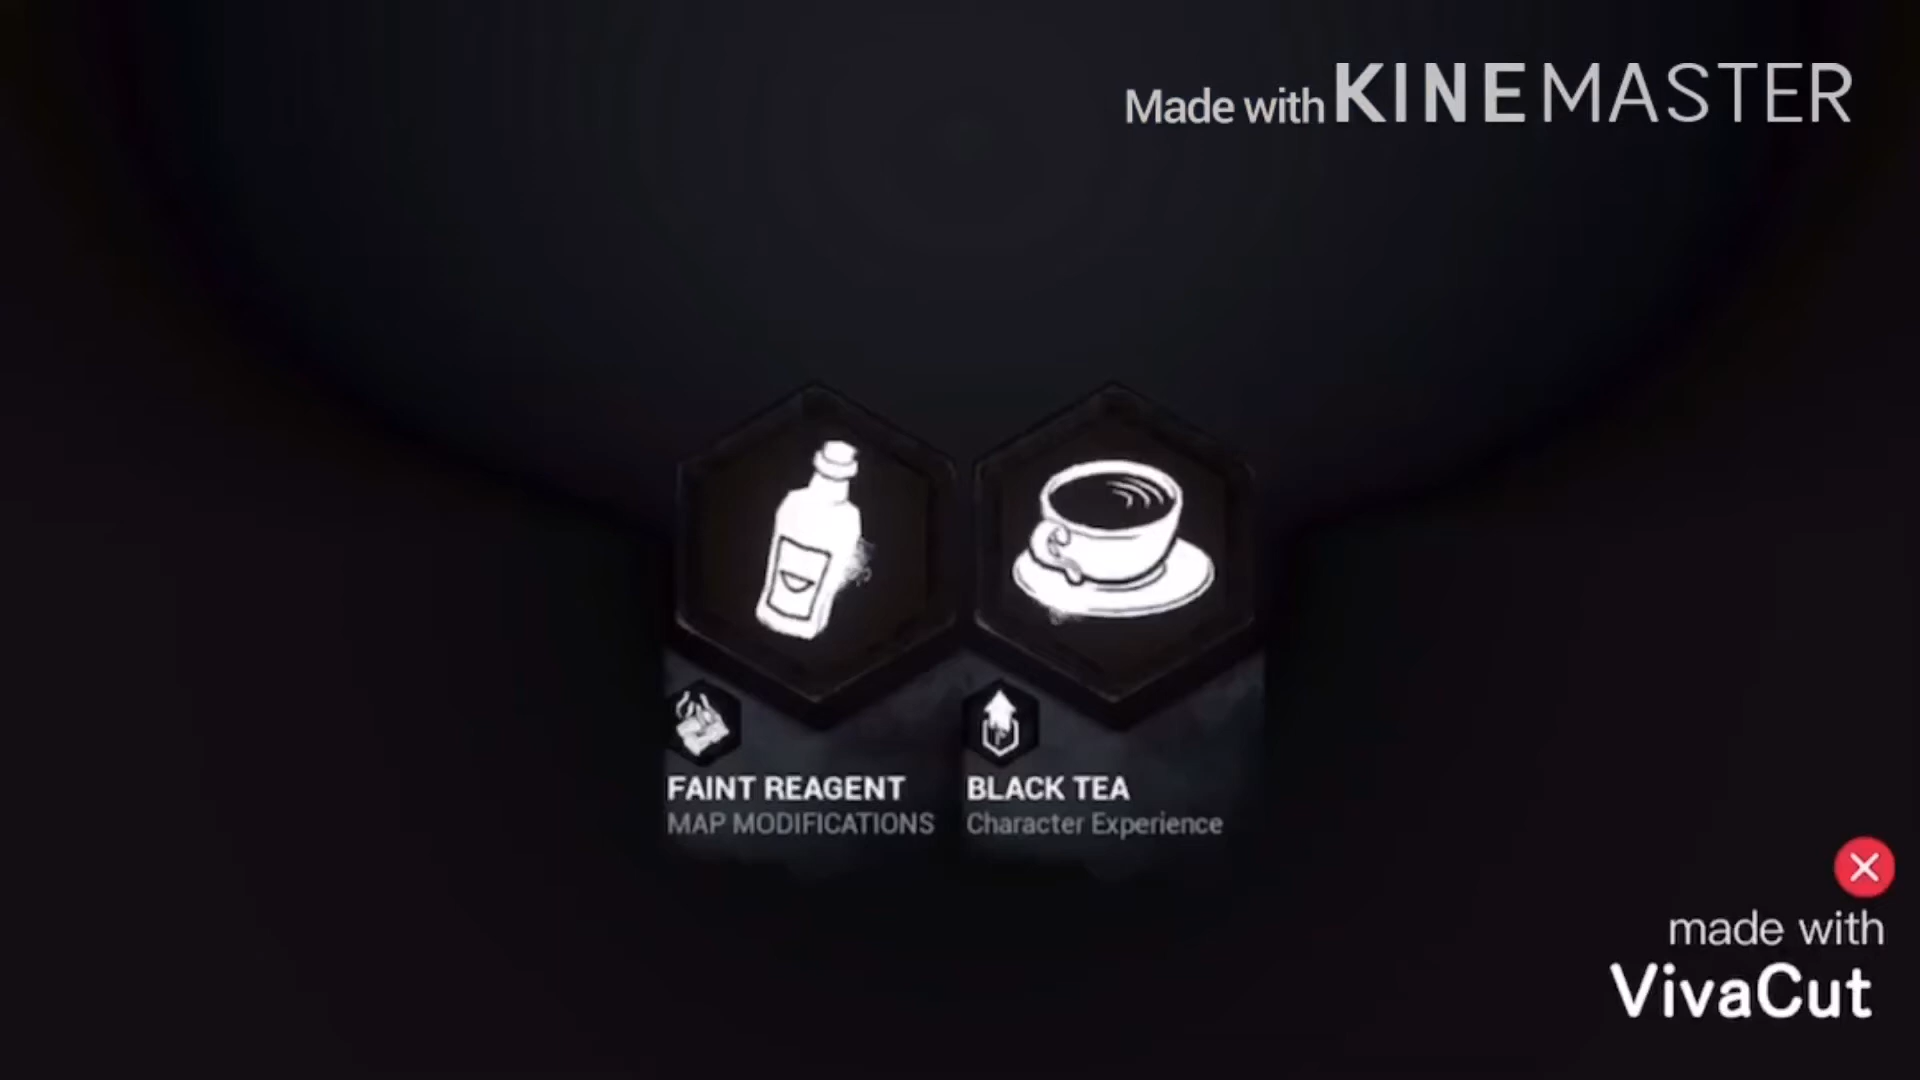 Made with KINEMASTER
FAINT REAGENT
MAP MODIFICATIONS
BLACK TEA
Character Experience
made with
VivaCut